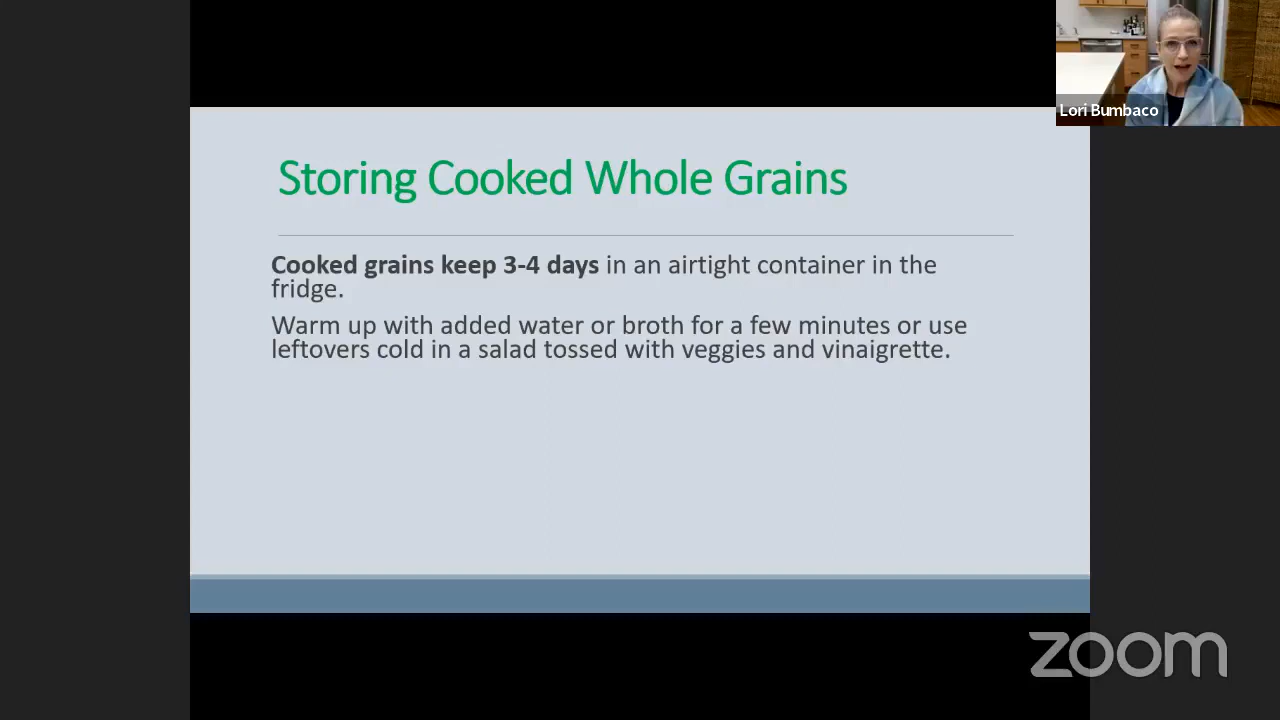 Lori Bumbaco
Storing Cooked Whole Grains
Cooked grains keep 3-4 days in an airtight container in the
fridge.
Warm up with added water or broth for a few minutes or use
leftovers cold in a salad tossed with veggies and vinaigrette.
zoom